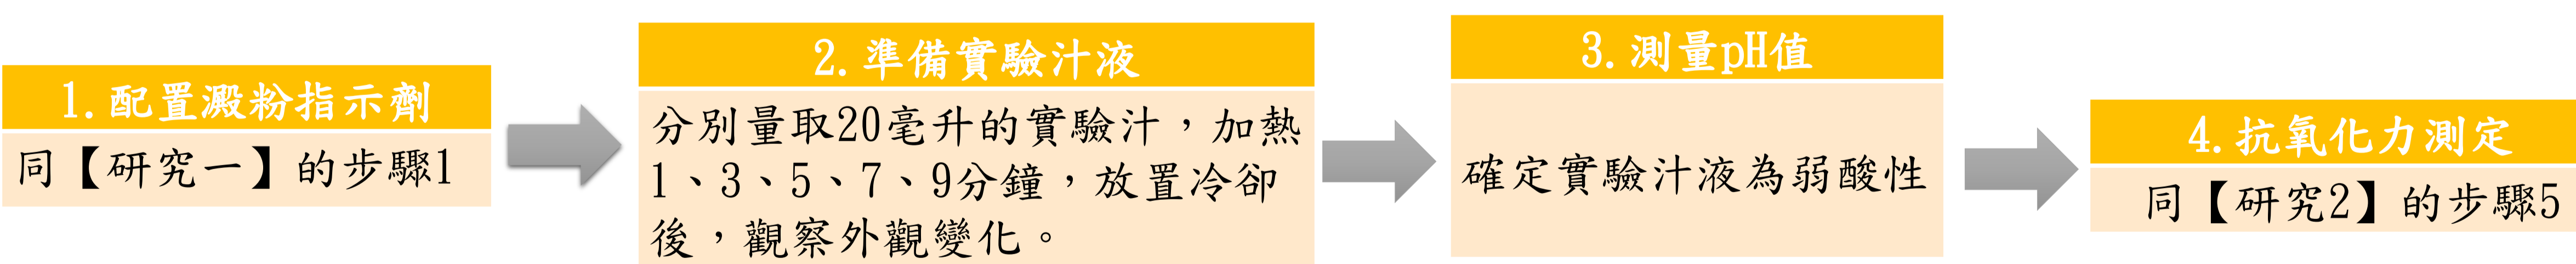 1.配置澱粉指示劑
同【研究一】的步驟1
2.準備實驗汁液
分別量取20毫升的實驗汁，加熱
1、3、5、7、9分鐘，放置冷卻
後，觀察外觀變化。
3.測量pH值
確定實驗汁液為弱酸性
4.抗氧化力測定
同【研究2】的步驟5